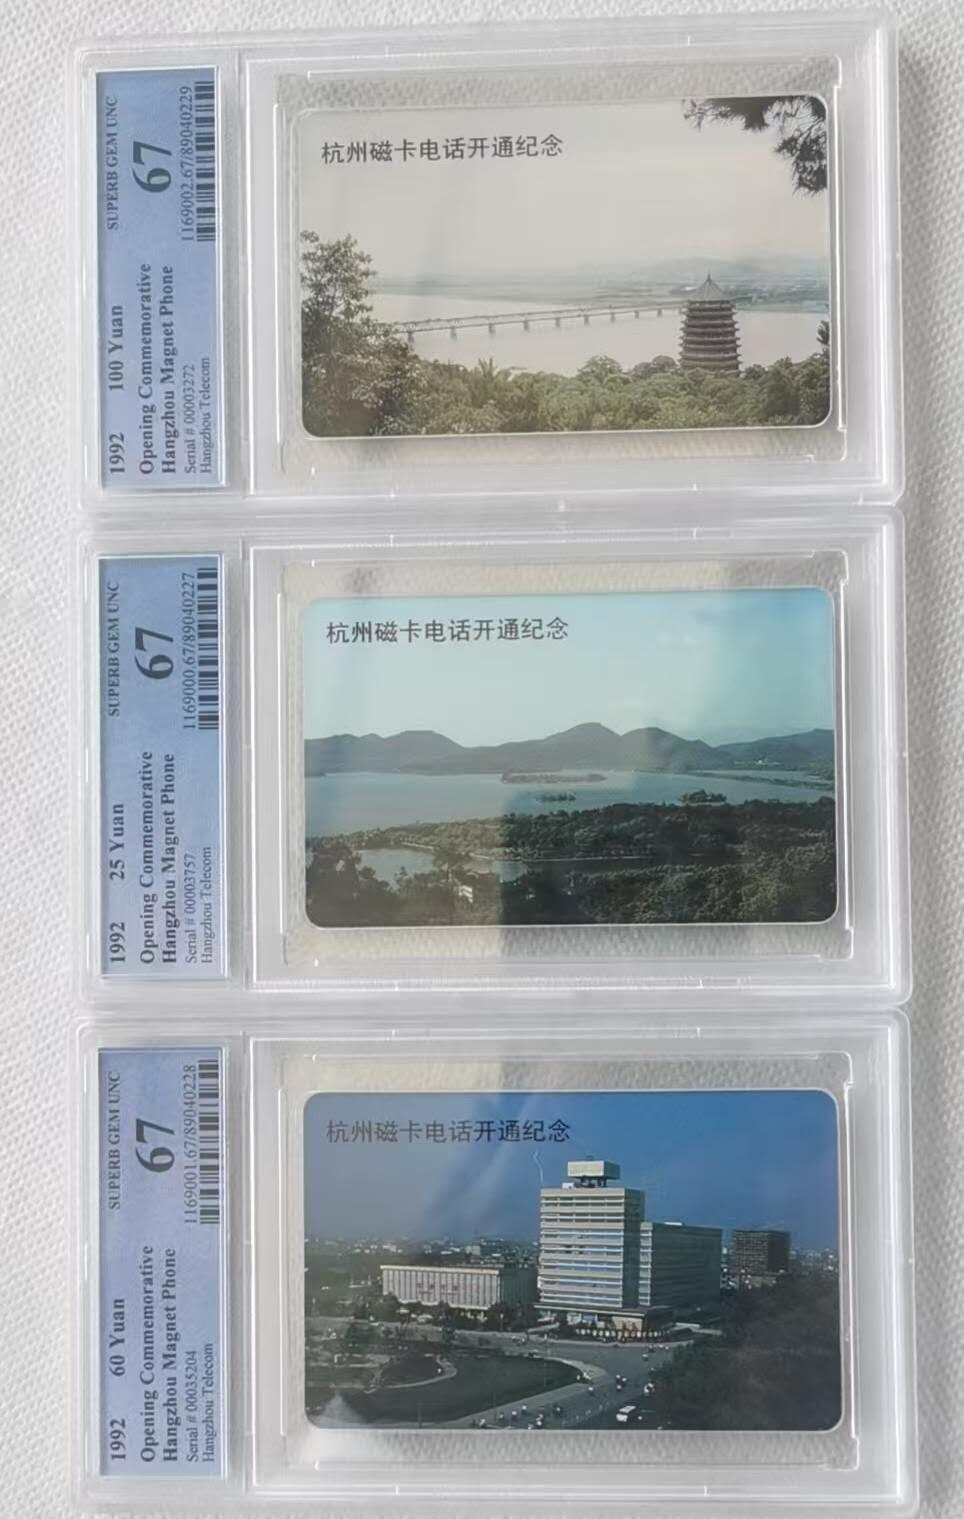 1992 100 Yuan SUPERB GEM UNC
Opening Commemorative 67
Hangzhou Magnet Phone
Serial # 00003272 1169002.67/89040229
Hangzhou Telecom
杭州磁卡电话开通纪念
1992 25 Yuan SUPERB GEM UNC
Opening Commemorative 67
Hangzhou Magnet Phone
Serial # 00003757 1169000.67/89040227
Hangzhou Telecom
杭州磁卡电话开通纪念
1992 60 Yuan SUPERB GEM UNC
Opening Commemorative 67
Hangzhou Magnet Phone
Serial # 00035204 1169001.67/89040228
Hangzhou Telecom
杭州磁卡电话开通纪念